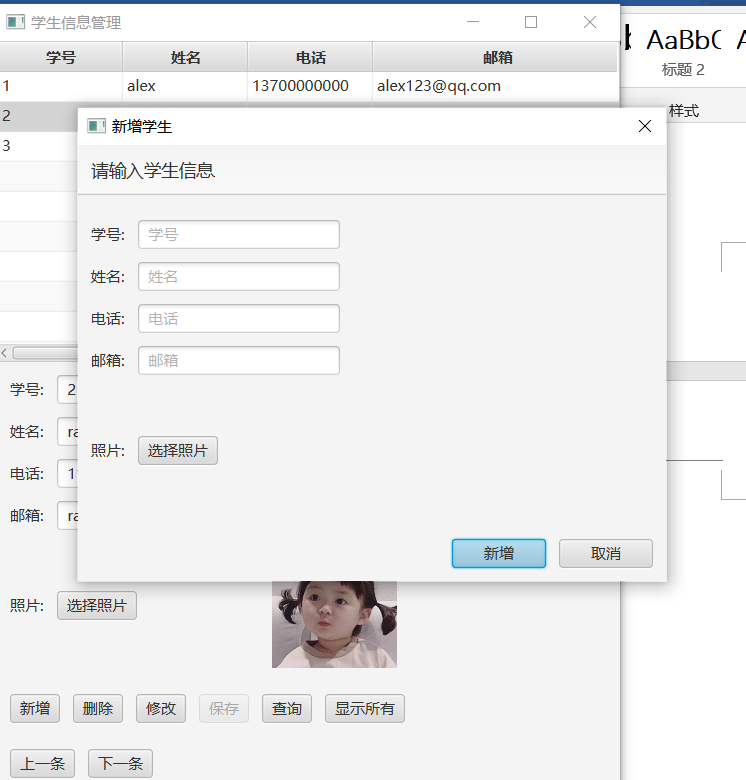 学生信息管理
学号 姓名 电话 邮箱
1 alex 13700000000 alex123@qq.com
2
3
AaBbC
标题 2
样式
新增学生
请输入学生信息
学号: 学号
姓名: 姓名
电话: 电话
邮箱: 邮箱
照片: 选择照片
新增 取消
学号: 2
姓名: ra
电话: 1
邮箱: ra
照片: 选择照片
新增 删除 修改 保存 查询 显示所有
上一条 下一条